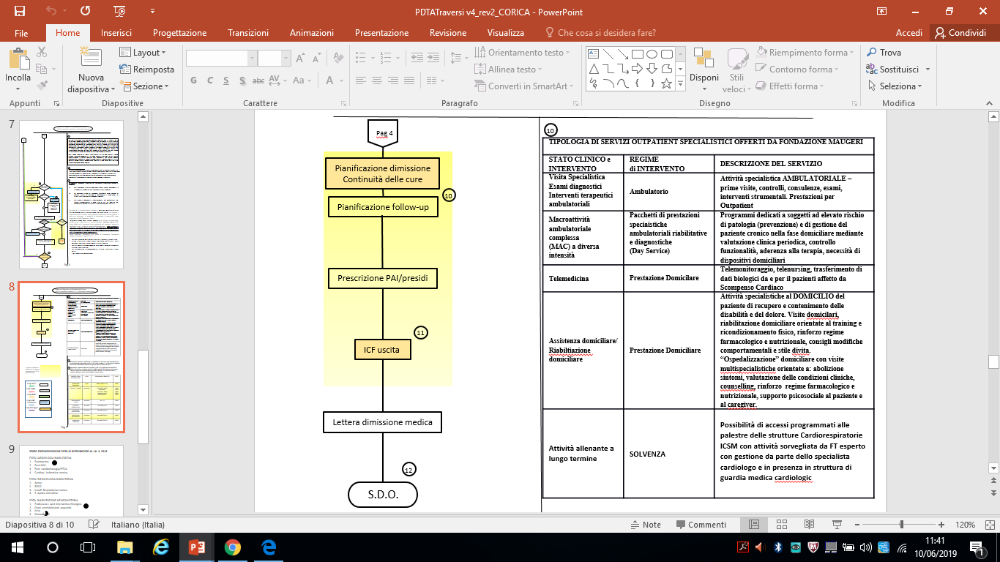 PDTATraversi v4_rev2_CORICA - PowerPoint
File Home Inserisci Progettazione Transizioni Animazioni Presentazione Revisione Visualizza Che cosa si desidera fare? Accedi Condividi
Incolla
Nuova
diapositiva
Layout
Reimposta
Sezione
G C S S abc AV Aa A
Orientamento testo
Allinea testo
Converti in SmartArt
Disponi
Stili
veloci
Riempimento forma
Contorno forma
Effetti forma
Trova
Sostituisci
Seleziona
Appunti Diapositive Carattere Paragrafo Disegno Modifica
7
8
9
Pag 4
Pianificazione dimissione
Continuità delle cure
10
Pianificazione follow-up
Prescrizione PAI/presidi
11
ICF uscita
Lettera dimissione medica
12
S.D.O.
10
TIPOLOGIA DI SERVIZI OUTPATIENT SPECIALISTICI OFFERTI DA FONDAZIONE MAUGERI
STATO CLINICO e
INTERVENTO
REGIME
di INTERVENTO
DESCRIZIONE DEL SERVIZIO
Visita Specialistica
Esami diagnostici
Interventi terapeutici
ambulatoriali
Ambulatorio
Attività specialistica AMBULATORIALE –
prime visite, controlli, consulenze, esami,
interventi strumentali. Prestazioni per
Outpatient
Macroattività
ambulatoriale
complessa
(MAC) a diversa
intensità
Pacchetti di prestazioni
specialistiche
ambulatoriali riabilitative
e diagnostiche
(Day Service)
Programmi dedicati a soggetti ad elevato rischio
di patologia (prevenzione) e di gestione del
paziente cronico nella fase domiciliare mediante
valutazione clinica periodica, controllo
funzionalità, aderenza alla terapia, necessità di
dispositivi domiciliari
Telemedicina
Prestazione Domicilare
Telemonitoraggio, telenursing, trasferimento di
dati biologici da e per il pazienti affetto da
Scompenso Cardiaco
Assistenza domiciliare/
Riabiltiazione
domiciliare
Prestazione Domiciliare
Attività specialistiche al DOMICILIO del
paziente di recupero e contenimento delle
disabilità e del dolore. Visite domicilari,
riabilitazione domiciliare orientate al training e
ricondizionamento fisico, rinforzo regime
farmacologico e nutrizionale, consigli modifiche
comportamentali e stile divita.
“Ospedalizzazione” domiciliare con visite
multispecialistiche orientate a: abolizione
sintomi, valutazione delle condizioni cliniche,
counselling, rinforzo regime farmacologico e
nutrizionale, supporto psicosociale al paziente e
al caregiver.
Attività allenante a
lungo termine
SOLVENZA
Possibilità di accessi programmati alle
palestre delle strutture Cardiorespiratorie
ICSM con attività sorvegliata da FT esperto
con gestione da parte dello specialista
cardiologo e in presenza in struttura di
guardia medica cardiologic
Diapositiva 8 di 10 Italiano (Italia) Note Commenti 120%
11:41
10/06/2019
1